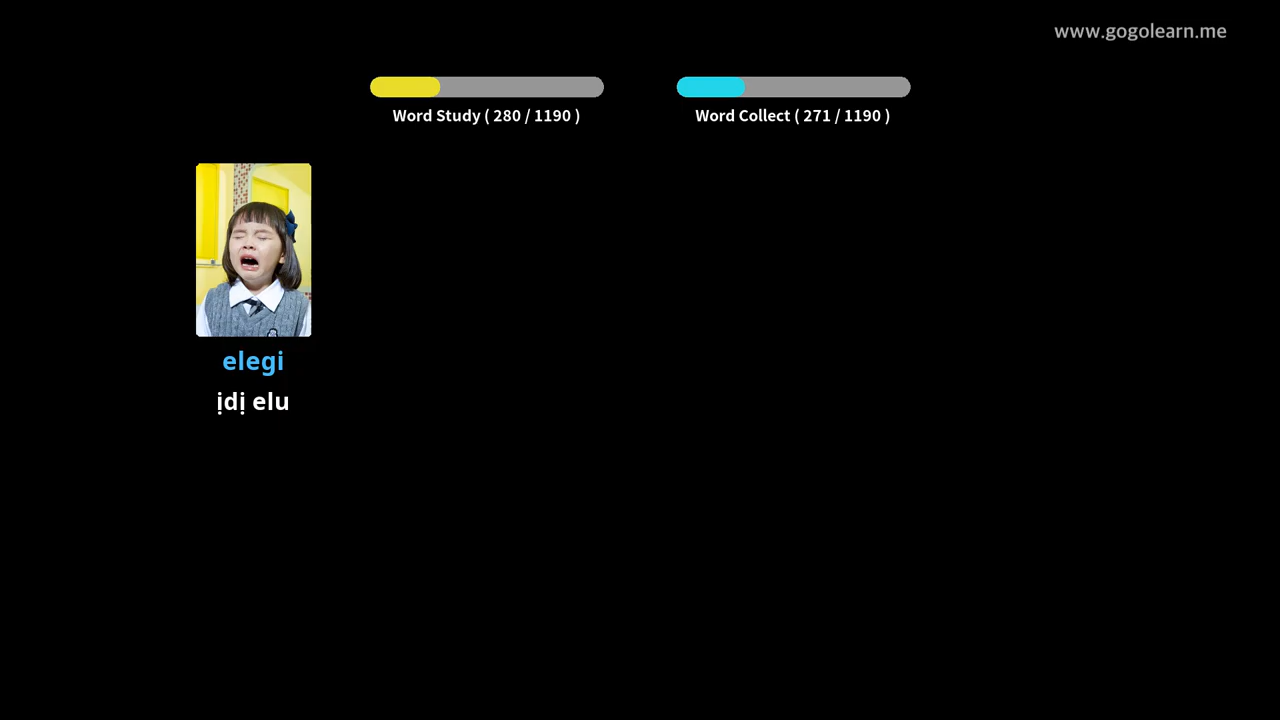 www.gogolearn.me
Word Study ( 280 / 1190 )
Word Collect ( 271 / 1190 )
elegi
ịdị elu